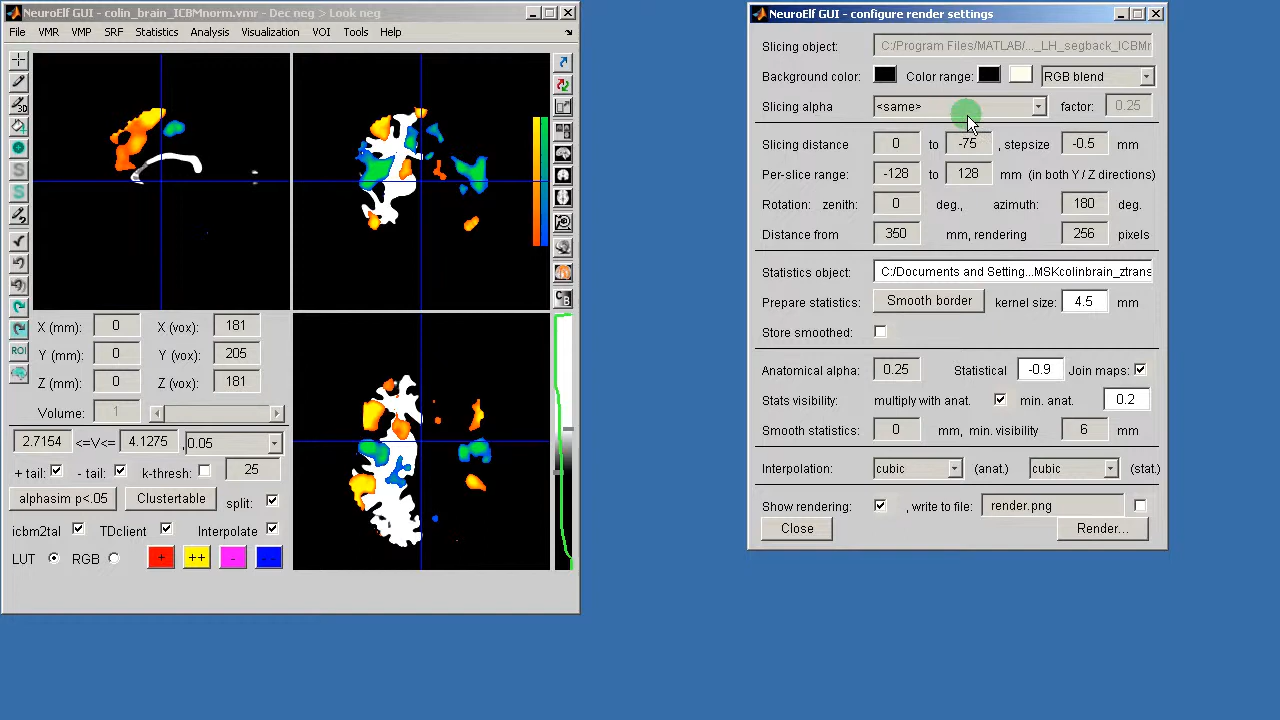 NeuroElf GUI - colin_brain_ICBMnorm.vmr - Dec neg > Look neg
File VMR VMP SRF Statistics Analysis Visualization VOI Tools Help
X (mm): 0 X (vox): 181
Y (mm): 0 Y (vox): 205
Z (mm): 0 Z (vox): 181
Volume: 1
2.7154 <=V<= 4.1275 , 0.05
+ tail: - tail: k-thresh: 25
alphasim p<.05 Clustertable split:
icbm2tal TDclient Interpolate
LUT RGB + ++ - --
3D
S
S
ROI
C B
NeuroElf GUI - configure render settings
Slicing object: C:/Program Files/MATLAB/..._LH_segback_ICBMr
Background color: Color range: RGB blend
Slicing alpha <same> factor: 0.25
Slicing distance 0 to -75 , stepsize -0.5 mm
Per-slice range: -128 to 128 mm (in both Y/Z axes)
Rotation: zenith: 0 deg., azimuth: 180 deg.
Distance from 350 mm, rendering 256 pixels
Statistics object: C:/Documents and Setting...MSKcolinbrain_ztrans
Prepare statistics: Smooth border kernel size: 4.5 mm
Store smoothed:
Anatomical alpha: 0.25 Statistical -0.9 Join colors:
Stats visibility: multiply with anat. min. anat. 0.2
Smooth statistics: 0 mm, min. visibility 6 mm
Interpolation: cubic (anat.) cubic (stat.)
Show rendering: , write to file: render.png
Close Render...